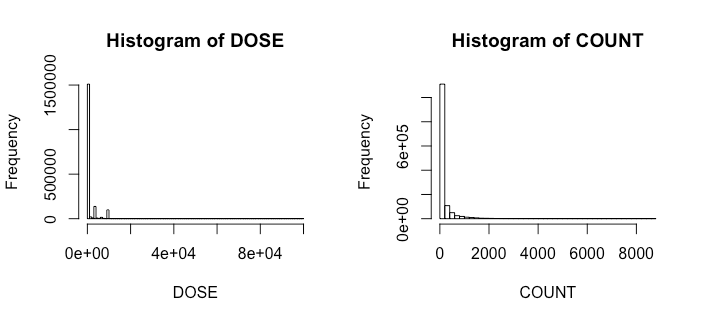 Histogram of DOSE
Frequency
0
500000
1500000
0e+00
4e+04
8e+04
DOSE
Histogram of COUNT
Frequency
0e+00
6e+05
0
2000
4000
6000
8000
COUNT